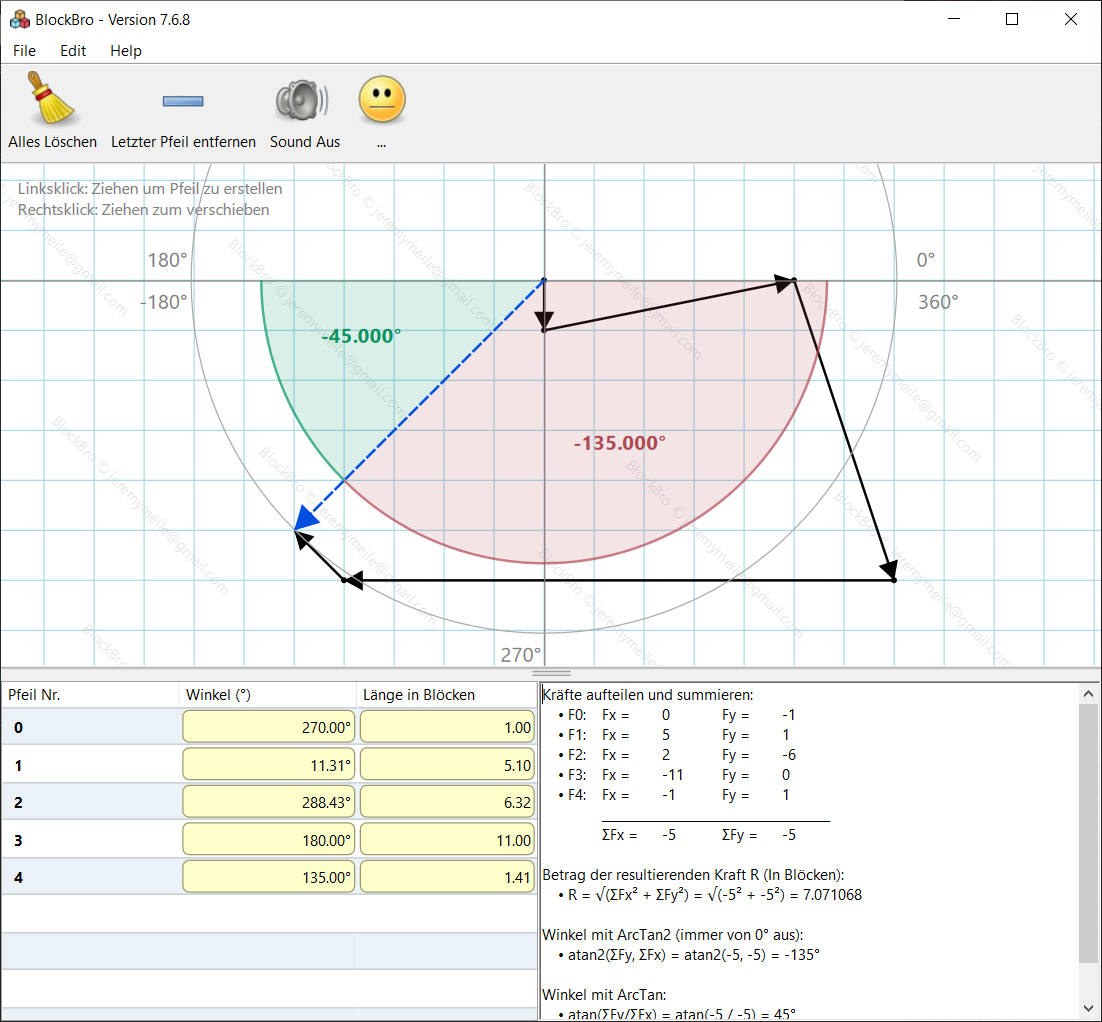 BlockBro - Version 7.6.8
File Edit Help
Alles Löschen Letzter Pfeil entfernen Sound Aus ...
Linksklick: Ziehen um Pfeil zu erstellen
Rechtsklick: Ziehen zum verschieben
BlockBro © jeremymeile@gmail.com
180° 0°
-180° 360°
-45.000°
-135.000°
270°
Pfeil Nr. Winkel (°) Länge in Blöcken
0 270.00° 1.00
1 11.31° 5.10
2 288.43° 6.32
3 180.00° 11.00
4 135.00° 1.41
Kräfte aufteilen und summieren:
• F0: Fx = 0 Fy = -1
• F1: Fx = 5 Fy = 1
• F2: Fx = 2 Fy = -6
• F3: Fx = -11 Fy = 0
• F4: Fx = -1 Fy = 1
ΣFx = -5 ΣFy = -5
Betrag der resultierenden Kraft R (In Blöcken):
• R = √(ΣFx² + ΣFy²) = √(-5² + -5²) = 7.071068
Winkel mit ArcTan2 (immer von 0° aus):
• atan2(ΣFy, ΣFx) = atan2(-5, -5) = -135°
Winkel mit ArcTan:
• atan(ΣFy/ΣFx) = atan(-5 / -5) = 45°